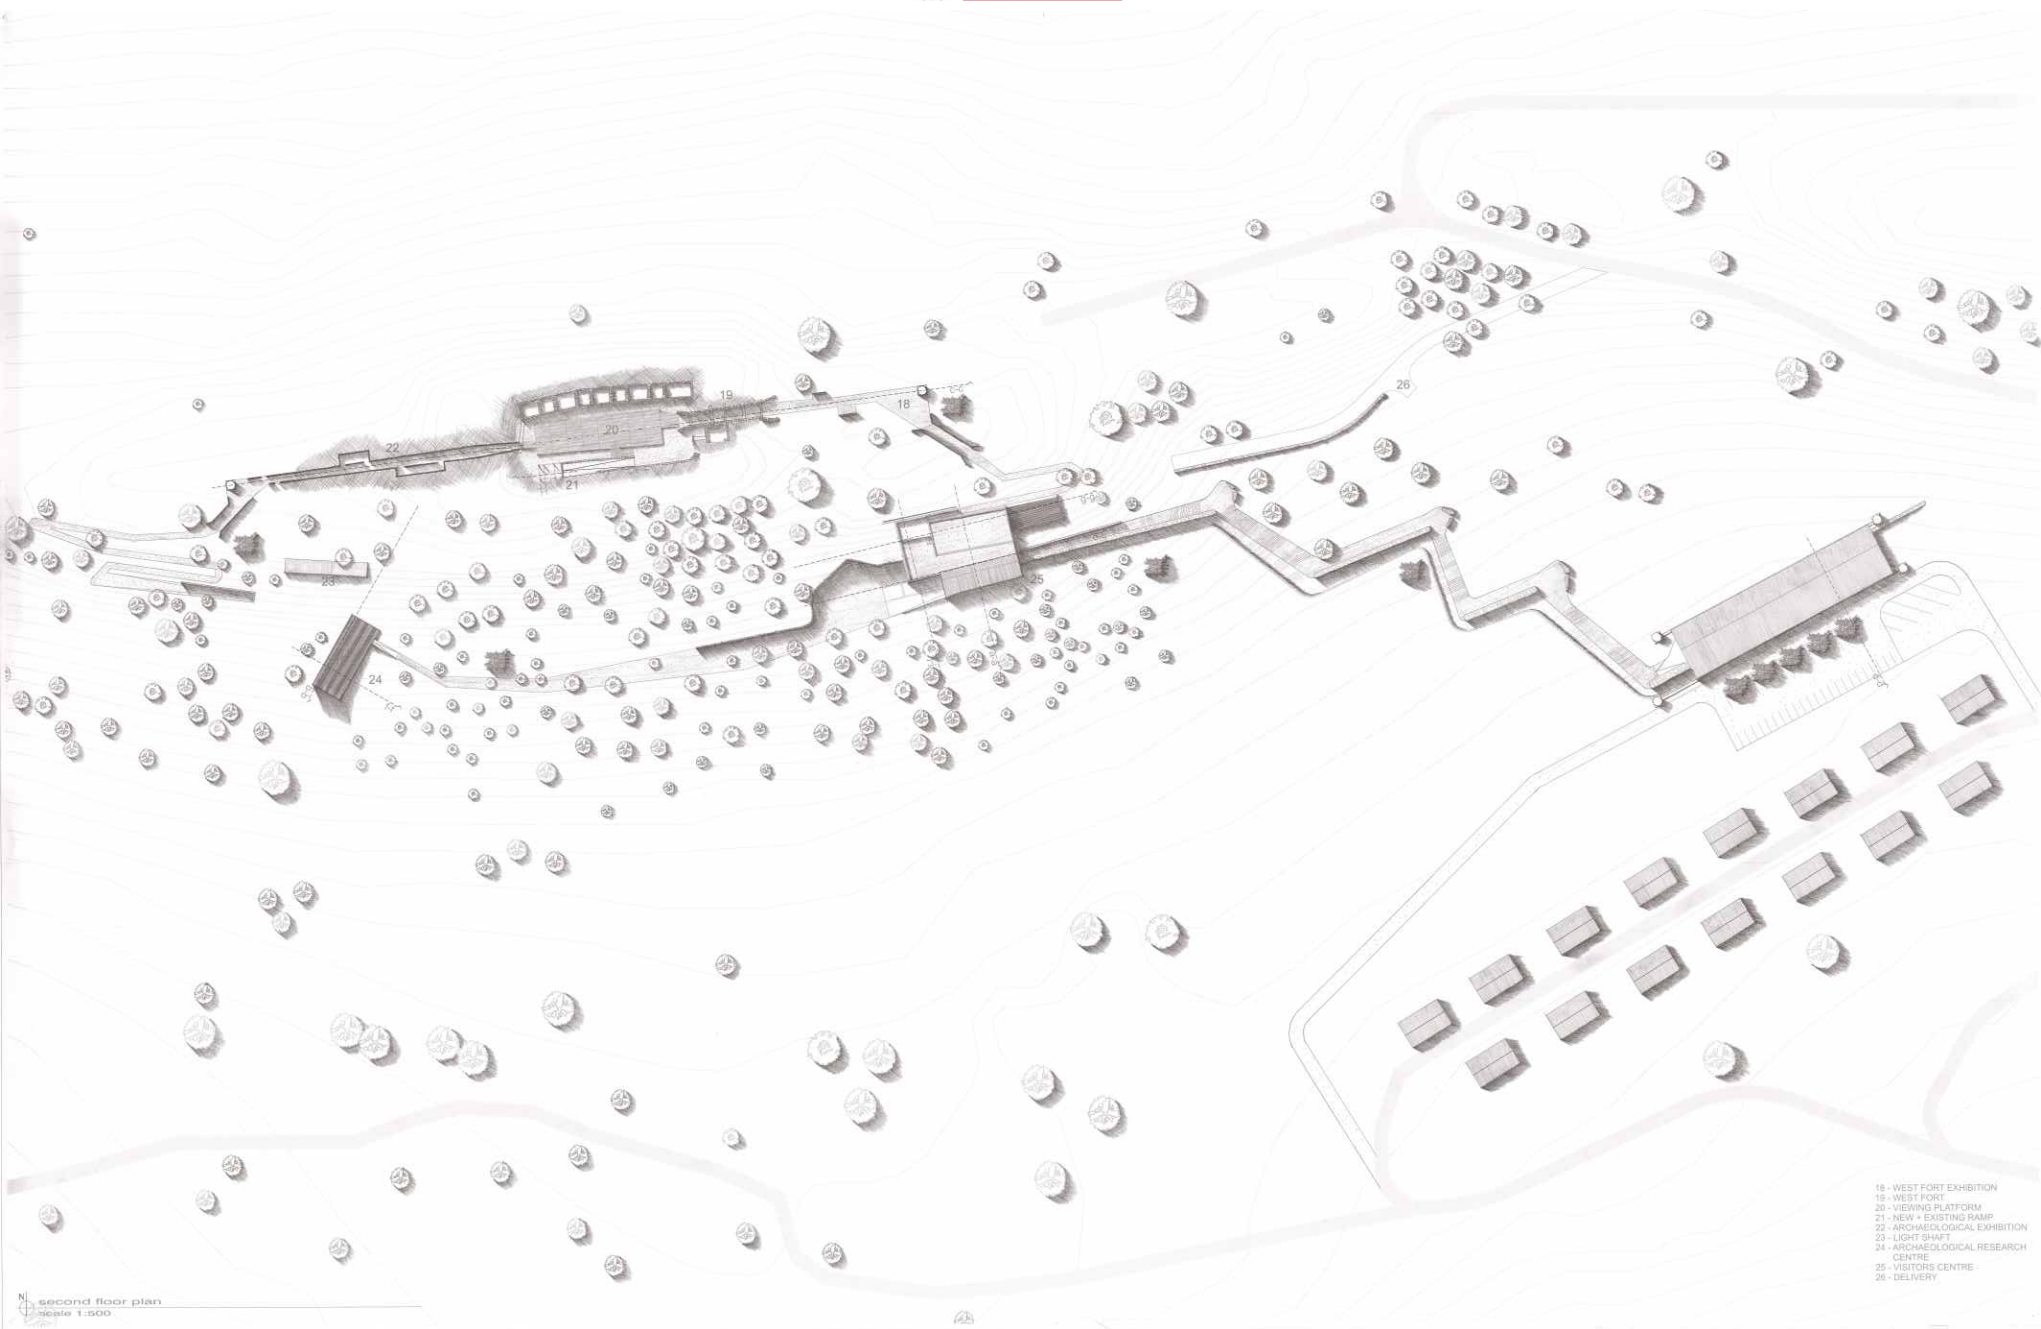 19
26
18
22
20
21
25
23
24
18 - WEST FORT EXHIBITION
19 - WEST FORT
20 - VIEWING PLATFORM
21 - NEW + EXISTING RAMP
22 - ARCHAEOLOGICAL EXHIBITION
23 - LIGHT SHAFT
24 - ARCHAEOLOGICAL RESEARCH
CENTRE
25 - VISITORS CENTRE
26 - DELIVERY
N
second floor plan
scale 1:500